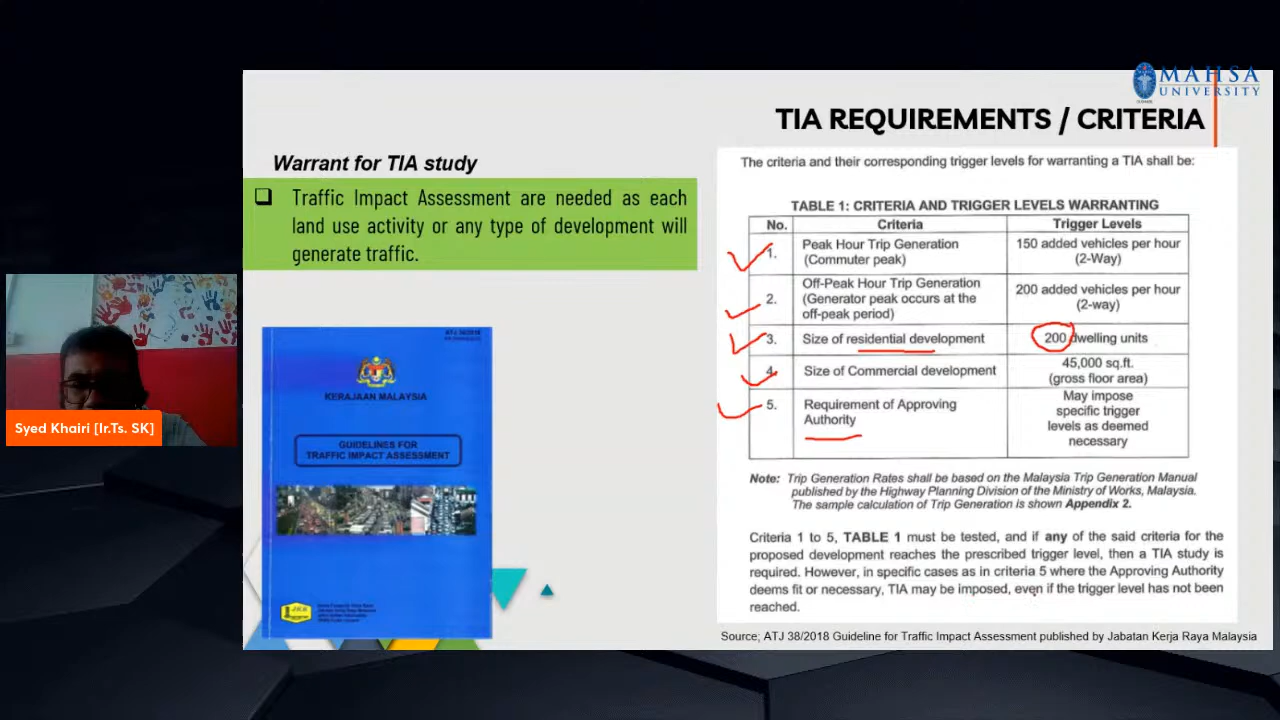 MAHSA
UNIVERSITY
TIA REQUIREMENTS / CRITERIA
Warrant for TIA study
Traffic Impact Assessment are needed as each
land use activity or any type of development will
generate traffic.
KERAJAAN MALAYSIA
GUIDELINES FOR
TRAFFIC IMPACT ASSESSMENT
The criteria and their corresponding trigger levels for warranting a TIA shall be:
TABLE 1: CRITERIA AND TRIGGER LEVELS WARRANTING
No. Criteria Trigger Levels
1. Peak Hour Trip Generation 150 added vehicles per hour
(Commuter peak) (2-Way)
Off-Peak Hour Trip Generation
2. (Generator peak occurs at the 200 added vehicles per hour
off-peak period) (2-way)
3. Size of residential development 200 dwelling units
4. Size of Commercial development 45,000 sq.ft.
(gross floor area)
5. Requirement of Approving May impose
Authority specific trigger
levels as deemed
necessary
Note: Trip Generation Rates shall be based on the Malaysia Trip Generation Manual
published by the Highway Planning Division of the Ministry of Works, Malaysia.
The sample calculation of Trip Generation is shown Appendix 2.
Criteria 1 to 5, TABLE 1 must be tested, and if any of the said criteria for the
proposed development reaches the prescribed trigger level, then a TIA study is
required. However, in specific cases as in criteria 5 where the Approving Authority
deems fit or necessary, TIA may be imposed, even if the trigger level has not been
reached.
Source; ATJ 38/2018 Guideline for Traffic Impact Assessment published by Jabatan Kerja Raya Malaysia
Syed Khairi [Ir.Ts. SK]